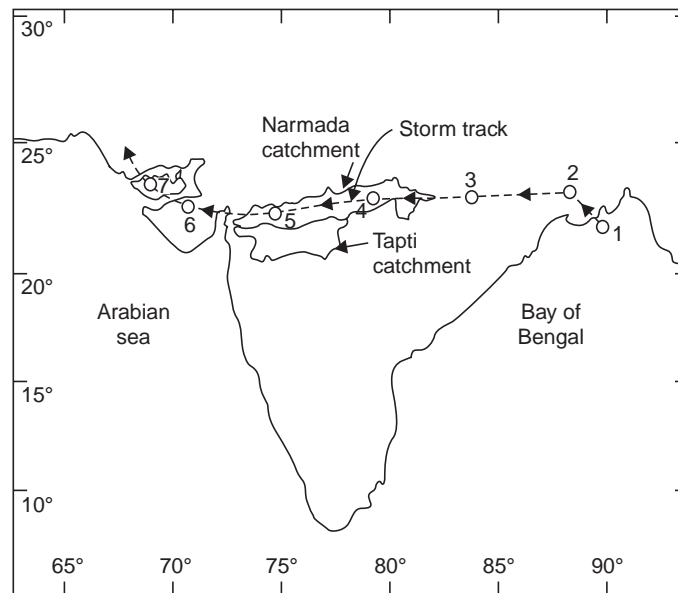 30°
Narmada
catchment
Storm track
25°
7
6
5
4
3
2
1
Tapti
catchment
20°
Arabian
sea
Bay of
Bengal
15°
10°
65°
70°
75°
80°
85°
90°